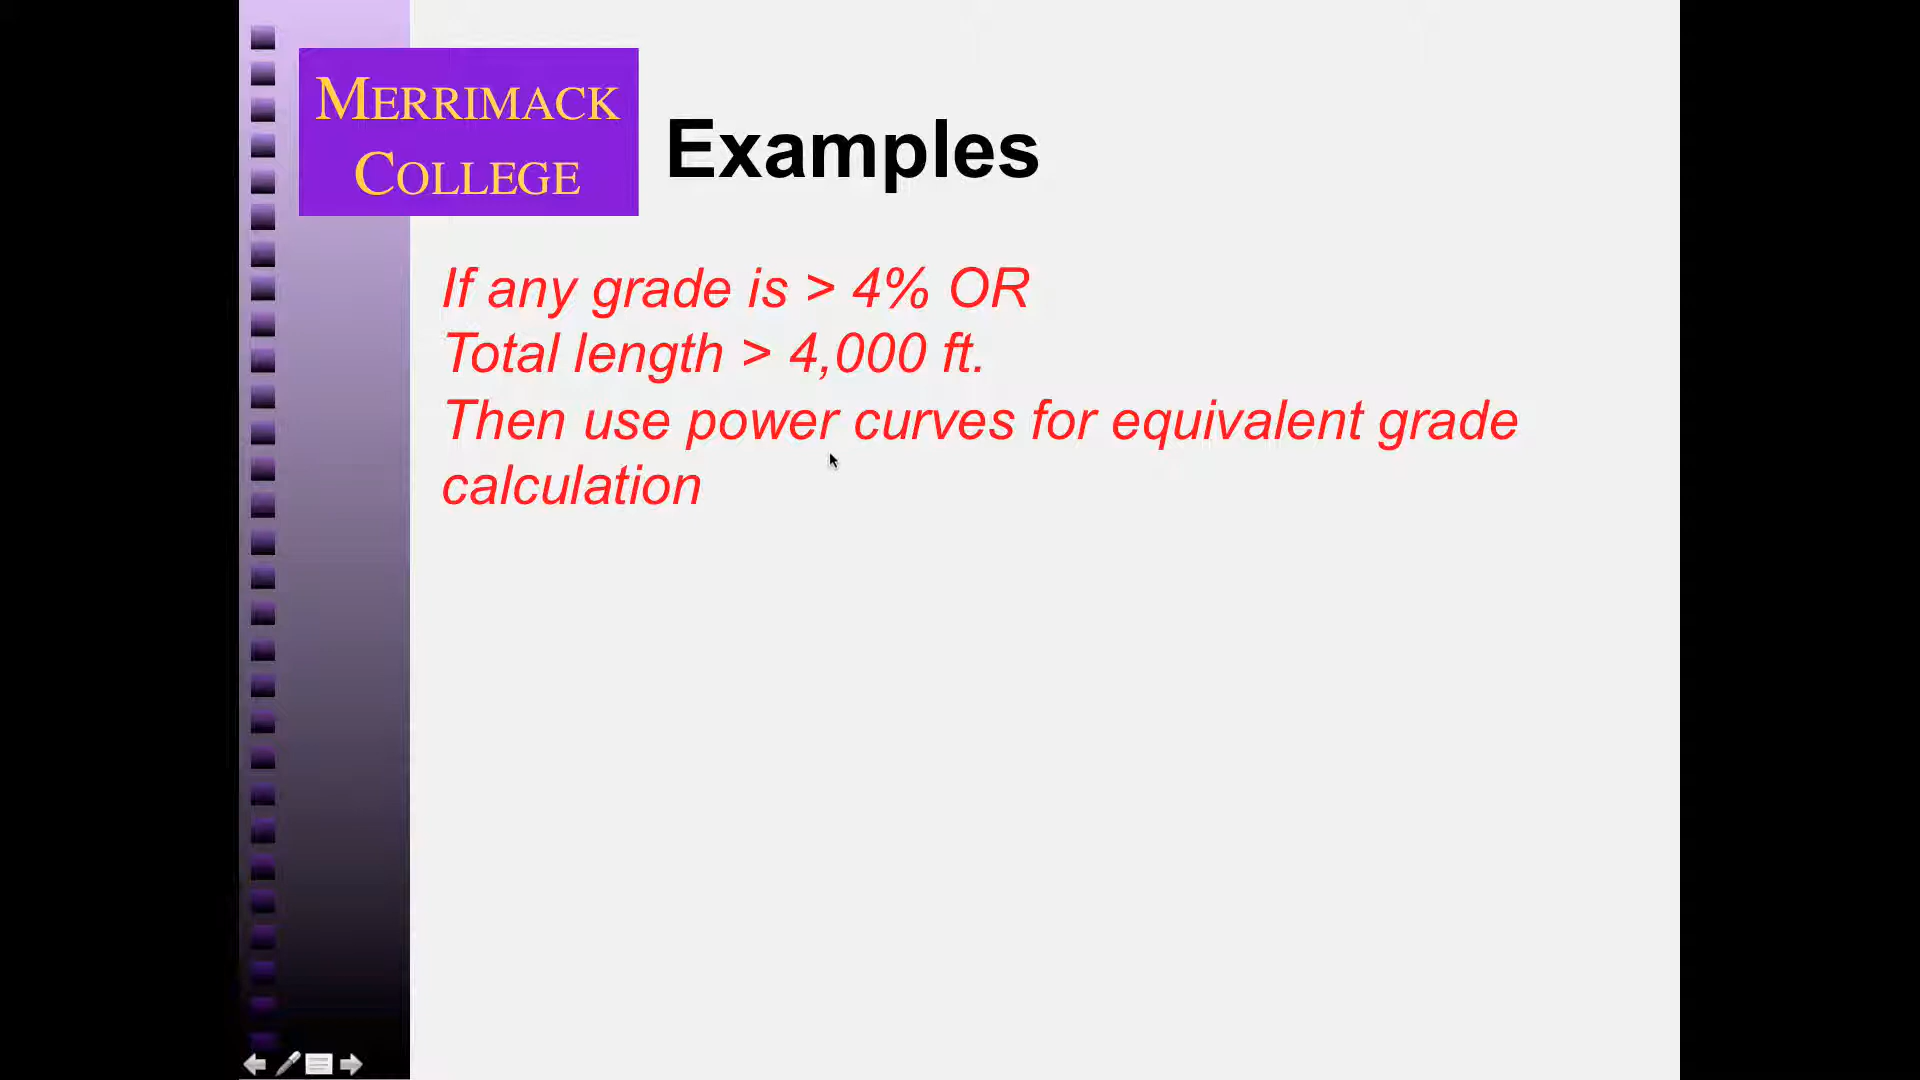 MERRIMACK
COLLEGE
Examples
If any grade is > 4% OR
Total length > 4,000 ft.
Then use power curves for equivalent grade
calculation